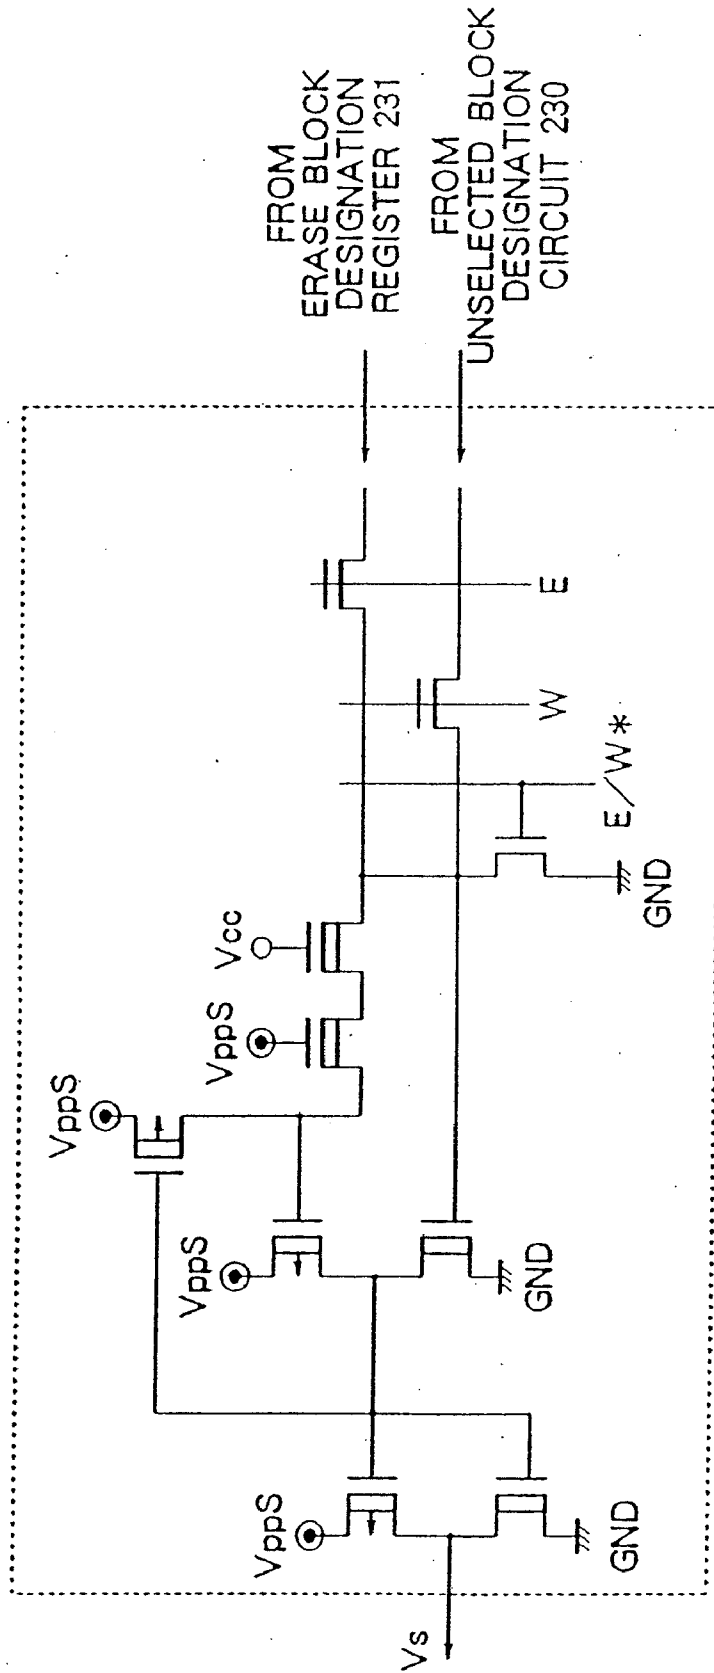 FROM
ERASE BLOCK
DESIGNATION
REGISTER 231
FROM
UNSELECTED BLOCK
DESIGNATION
CIRCUIT 230
VppS
VppS
Vcc
VppS
VppS
E
W
E/W*
GND
GND
GND
Vs